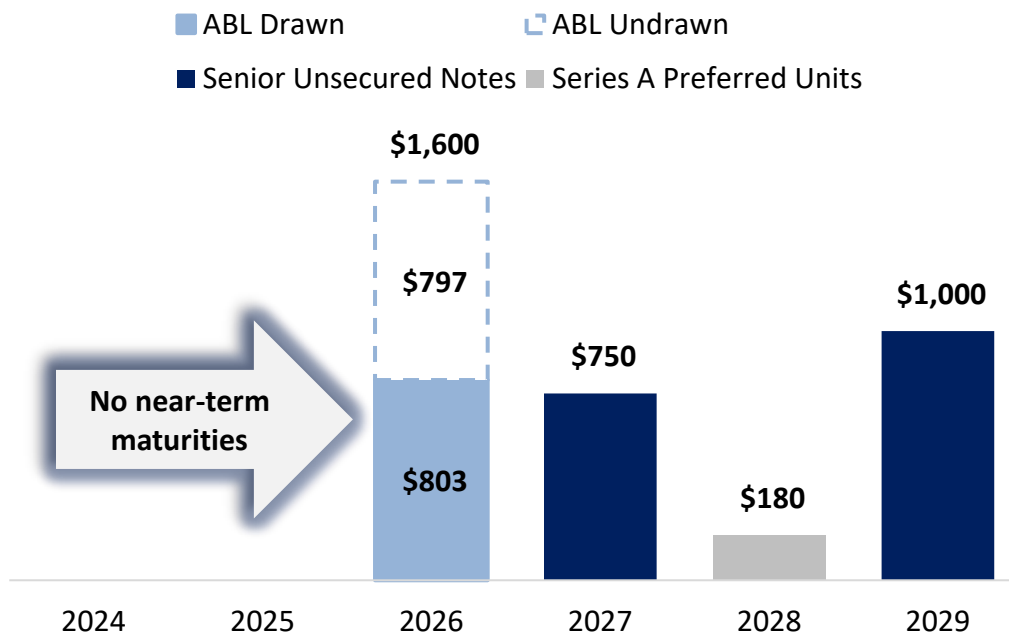 ABL Drawn
ABL Undrawn
Senior Unsecured Notes
Series A Preferred Units
$1,600
$797
$803
$750
$180
$1,000
No near-term
maturities
2024
2025
2026
2027
2028
2029